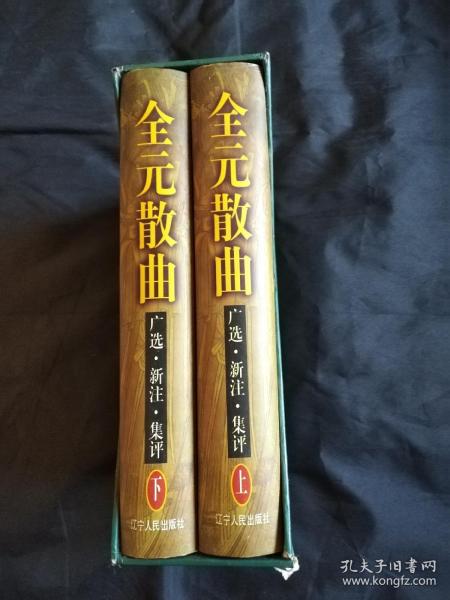 全元散曲
广选·新注·集评
下
辽宁人民出版社
全元散曲
广选·新注·集评
上
辽宁人民出版社
孔夫子旧书网
www.kongfz.com